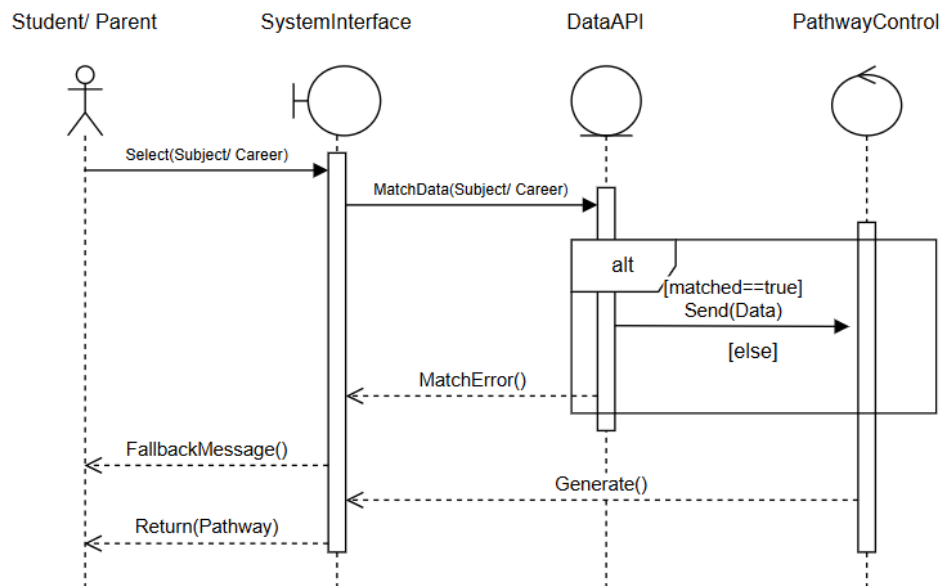 Student/ Parent
SystemInterface
DataAPI
PathwayControl
Select(Subject/ Career)
MatchData(Subject/ Career)
alt
[matched==true]
Send(Data)
[else]
MatchError()
FallbackMessage()
Generate()
Return(Pathway)